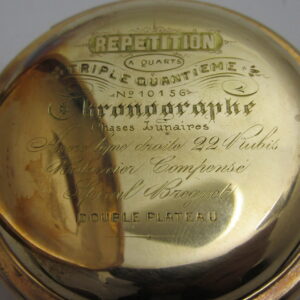 REPETITION
A QUARTS
TRIPLE QUANTIEME
No 10156
Chronographe
Phases Lunaires
ligne droite 22 Rubis
Balancier Compensé
Spiral Breguet
DOUBLE PLATEAU